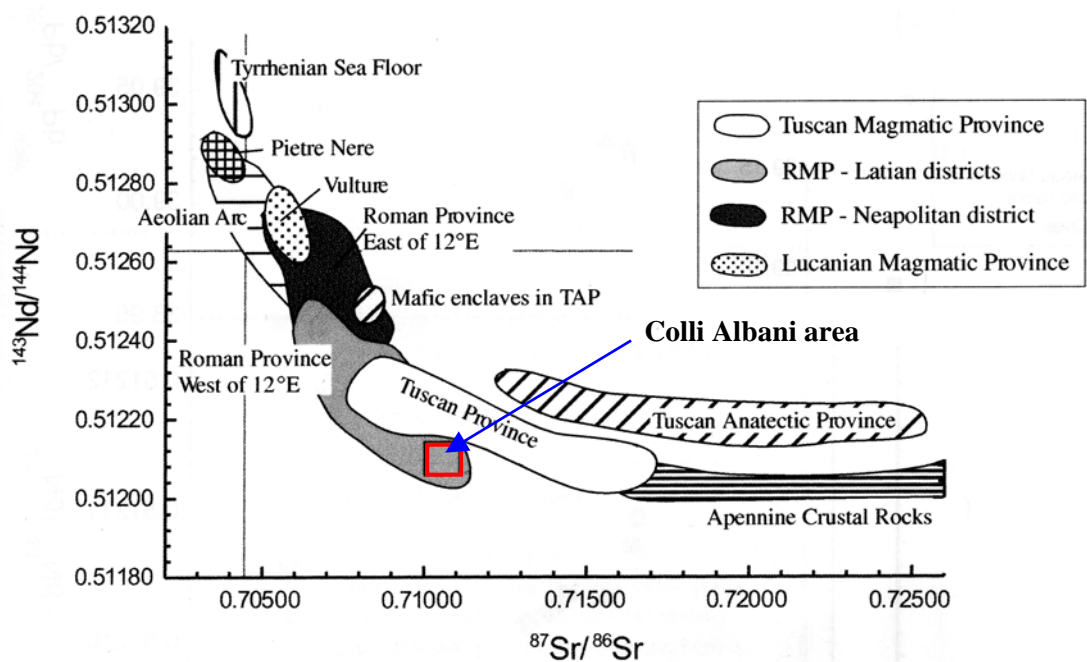 0.51320
0.51300
0.51280
0.51260
0.51240
0.51220
0.51200
0.51180
¹⁴³Nd/¹⁴⁴Nd
Tyrrhenian Sea Floor
Pietre Nere
Vulture
Aeolian Arc
Roman Province
East of 12°E
Mafic enclaves in TAP
Roman Province
West of 12°E
Tuscan Province
Colli Albani area
Tuscan Anatectic Province
Apennine Crustal Rocks
Tuscan Magmatic Province
RMP - Latian districts
RMP - Neapolitan district
Lucanian Magmatic Province
0.70500
0.71000
0.71500
0.72000
0.72500
⁸⁷Sr/⁸⁶Sr